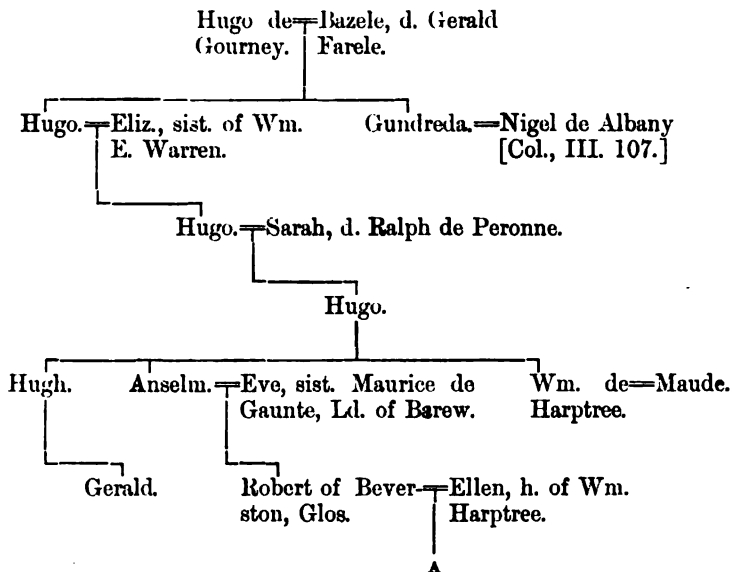 Hugo de=Bazele, d. Gerald
Gourney. Farele.
Hugo.=Eliz., sist. of Wm.
E. Warren.
Gundreda.=Nigel de Albany
[Col., III. 107.]
Hugo.=Sarah, d. Ralph de Peronne.
Hugo.
Hugh.
Anselm.=Eve, sist. Maurice de
Gaunte, Ld. of Barew.
Wm. de=Maude.
Harptree.
Gerald.
Robert of Bever-=Ellen, h. of Wm.
ston, Glos. Harptree.
A